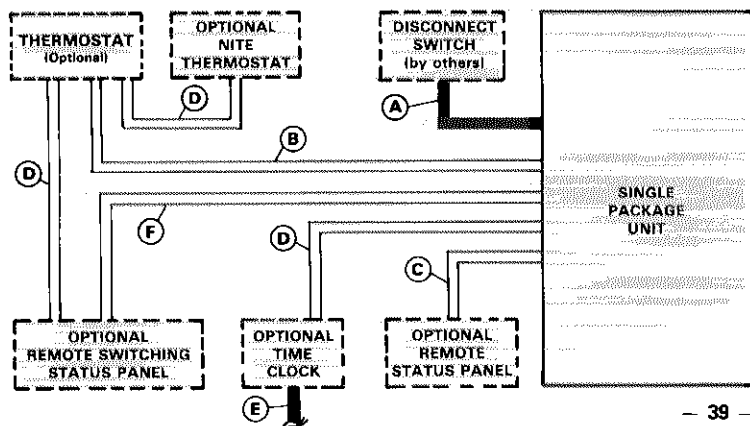 THERMOSTAT
(Optional)
OPTIONAL
NITE
THERMOSTAT
DISCONNECT
SWITCH
(by others)
D
A
B
D
F
D
C
SINGLE
PACKAGE
UNIT
OPTIONAL
REMOTE SWITCHING
STATUS PANEL
OPTIONAL
TIME
CLOCK
OPTIONAL
REMOTE
STATUS PANEL
E
– 39 –